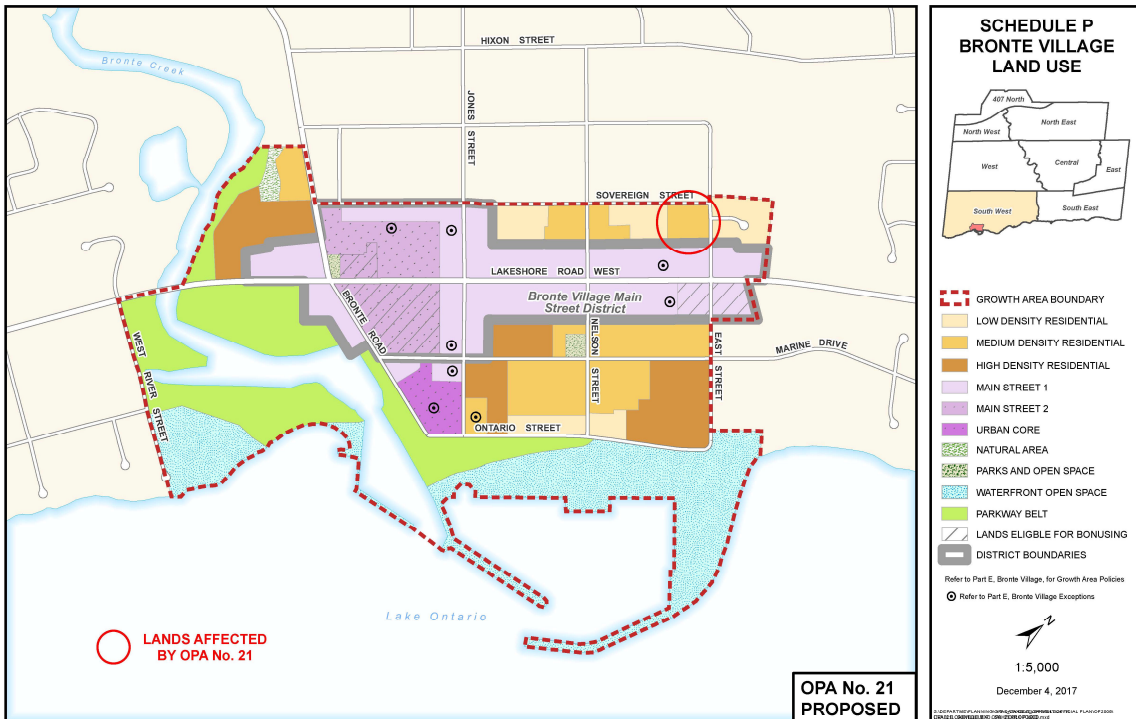 HIXON STREET
Bronte Creek
JONES STREET
SOVEREIGN STREET
LAKESHORE ROAD WEST
Bronte Village Main
Street District
BRONTE ROAD
NELSON STREET
EAST STREET
MARINE DRIVE
WEST RIVER STREET
ONTARIO STREET
Lake Ontario
LANDS AFFECTED
BY OPA No. 21
OPA No. 21
PROPOSED
SCHEDULE P
BRONTE VILLAGE
LAND USE
407 North
North West
North East
West
Central
East
South West
South East
GROWTH AREA BOUNDARY
LOW DENSITY RESIDENTIAL
MEDIUM DENSITY RESIDENTIAL
HIGH DENSITY RESIDENTIAL
MAIN STREET 1
MAIN STREET 2
URBAN CORE
NATURAL AREA
PARKS AND OPEN SPACE
WATERFRONT OPEN SPACE
PARKWAY BELT
LANDS ELIGBLE FOR BONUSING
DISTRICT BOUNDARIES
Refer to Part E, Bronte Village, for Growth Area Policies
Refer to Part E, Bronte Village Exceptions
N
1:5,000
December 4, 2017